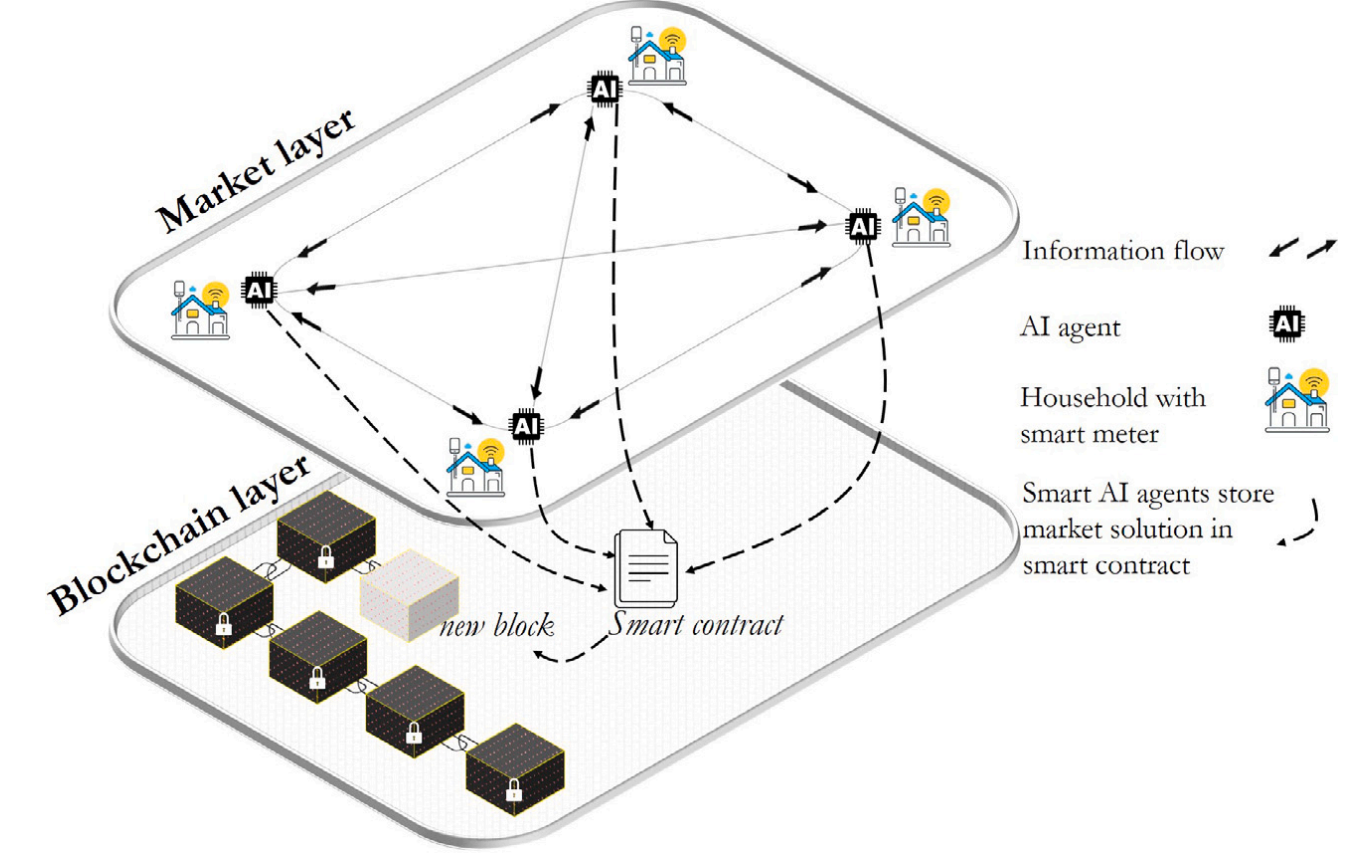 Market layer
AI
AI
AI
AI
Information flow
AI agent
AI
Household with
smart meter
Smart AI agents store
market solution in
smart contract
Blockchain layer
new block
Smart contract